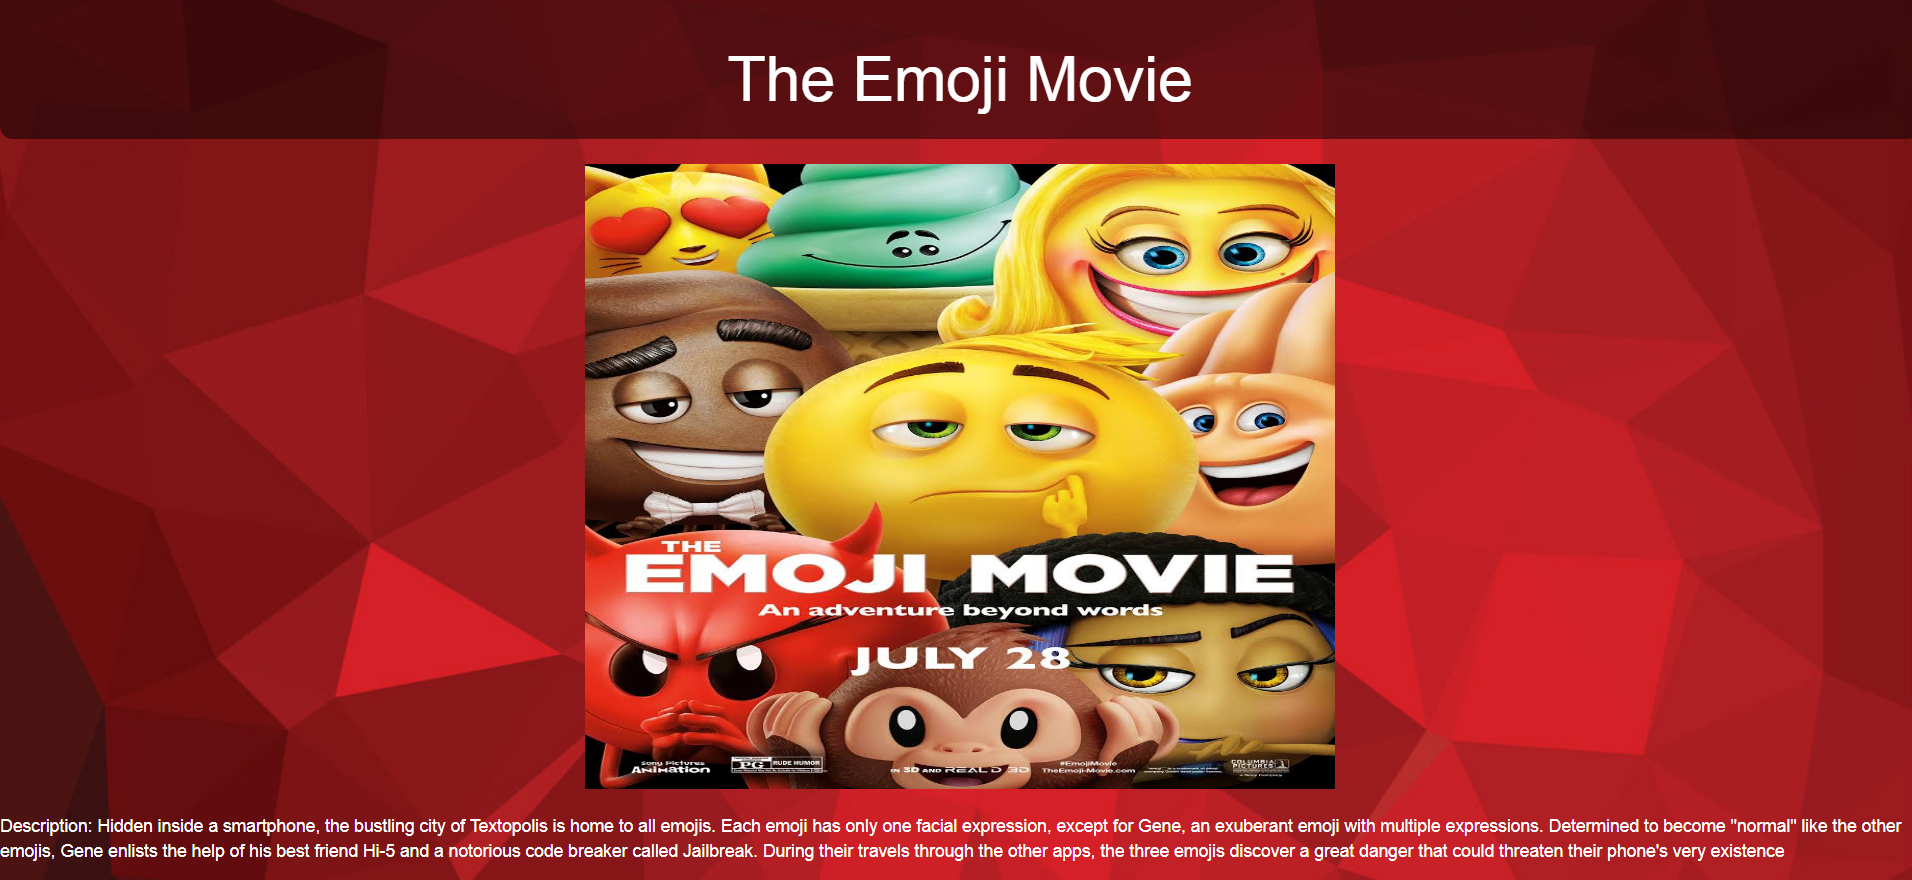 The Emoji Movie
THE
EMOJI MOVIE
An adventure beyond words
JULY 28
Sony Pictures
Animation
PG RUDE HUMOR
IN 3D AND REAL D 3D
#EmojiMovie
TheEmoji-Movie.com
COLUMBIA
PICTURES
Description: Hidden inside a smartphone, the bustling city of Textopolis is home to all emojis. Each emoji has only one facial expression, except for Gene, an exuberant emoji with multiple expressions. Determined to become "normal" like the other
emojis, Gene enlists the help of his best friend Hi-5 and a notorious code breaker called Jailbreak. During their travels through the other apps, the three emojis discover a great danger that could threaten their phone's very existence